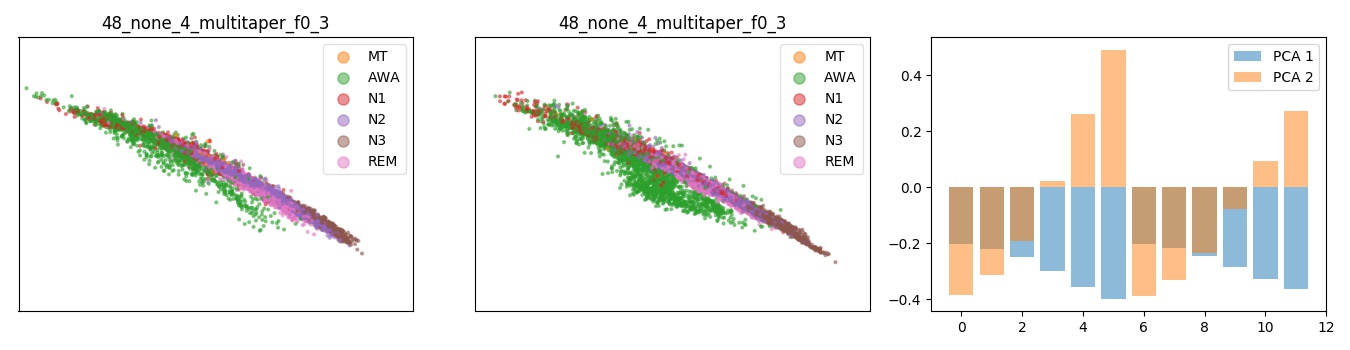 48_none_4_multitaper_f0_3
MT
AWA
N1
N2
N3
REM
48_none_4_multitaper_f0_3
MT
AWA
N1
N2
N3
REM
PCA 1
PCA 2
0.4
0.2
0.0
−0.2
−0.4
0 2 4 6 8 10 12